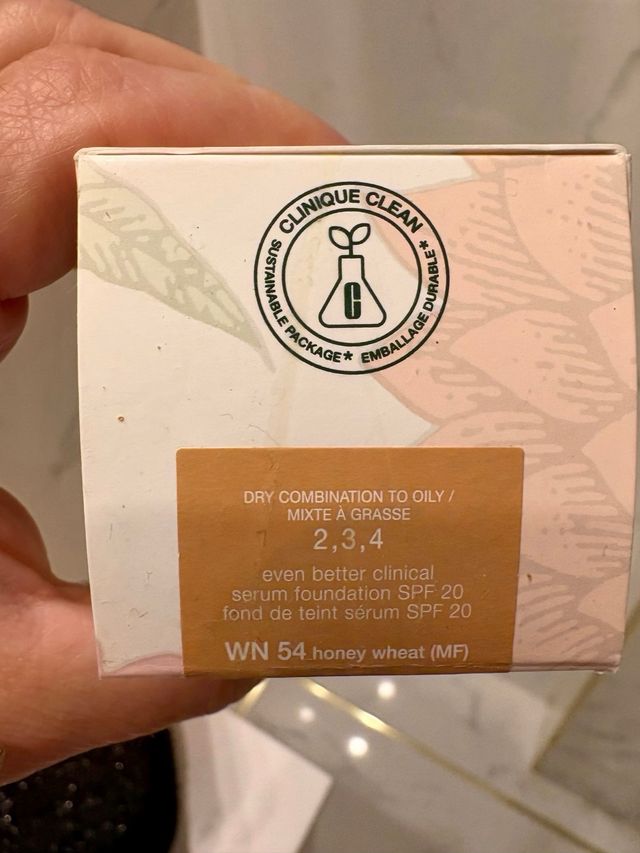 CLINIQUE CLEAN
SUSTAINABLE PACKAGE* EMBALLAGE DURABLE*
C
DRY COMBINATION TO OILY /
MIXTE À GRASSE
2,3,4
even better clinical
serum foundation SPF 20
fond de teint sérum SPF 20
WN 54 honey wheat (MF)